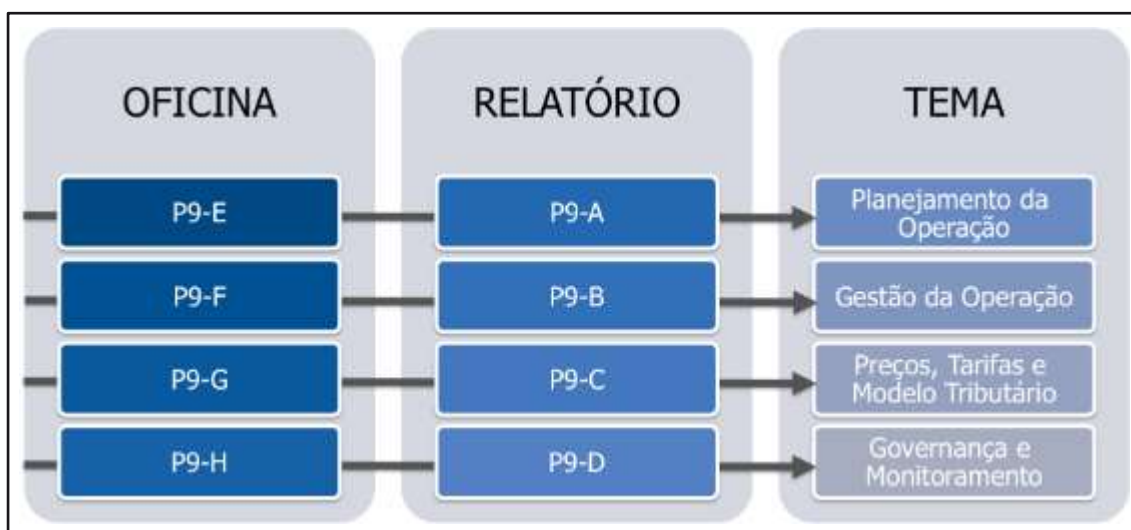 OFICINA
RELATÓRIO
TEMA
P9-E
P9-A
Planejamento da
Operação
P9-F
P9-B
Gestão da Operação
P9-G
P9-C
Preços, Tarifas e
Modelo Tributário
P9-H
P9-D
Governança e
Monitoramento